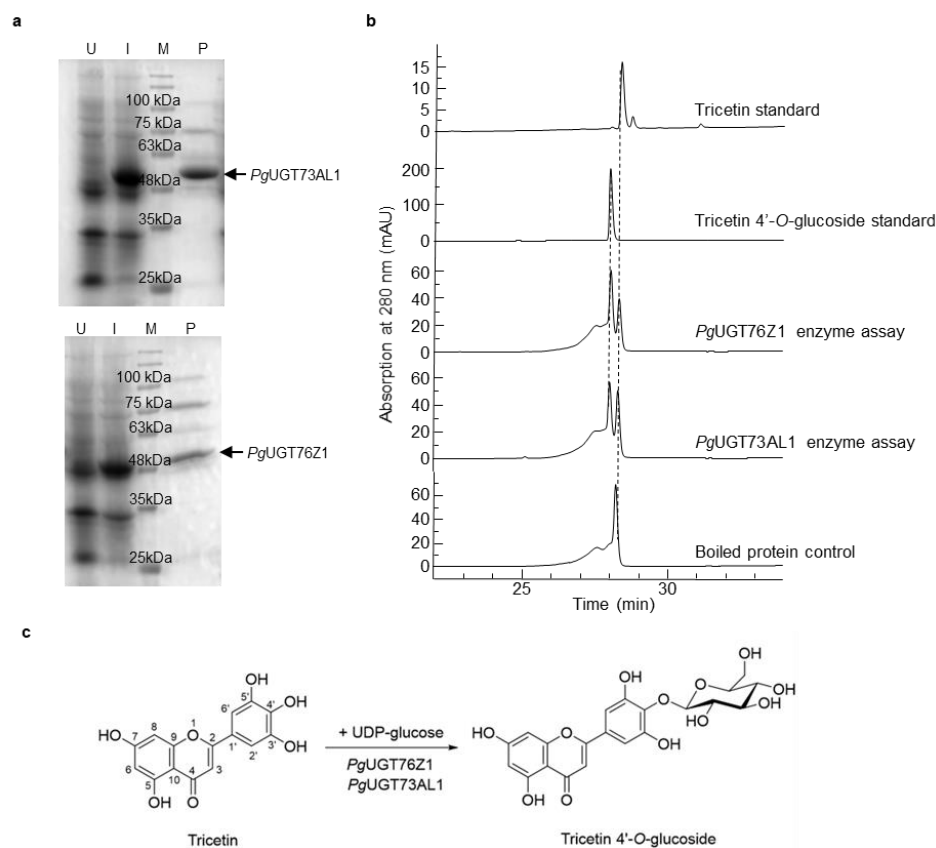 a
U I M P
100 kDa
75 kDa
63kDa
48kDa
35kDa
25kDa
PgUGT73AL1
U I M P
100 kDa
75 kDa
63kDa
48kDa
35kDa
25kDa
PgUGT76Z1
b
Absorption at 280 nm (mAU)
15
10
5
0
Tricetin standard
200
100
0
Tricetin 4'-O-glucoside standard
60
40
20
0
PgUGT76Z1 enzyme assay
60
40
20
0
PgUGT73AL1 enzyme assay
60
40
20
0
Boiled protein control
25 30
Time (min)
c
OH
5' 4' OH
6'
HO 8 1 O 3' OH
7 9 2 1' 2'
6 10 4 3
5
OH O
Tricetin
+ UDP-glucose
PgUGT76Z1
PgUGT73AL1
OH
OH O O OH
HO OH
HO O OH
OH O
Tricetin 4'-O-glucoside